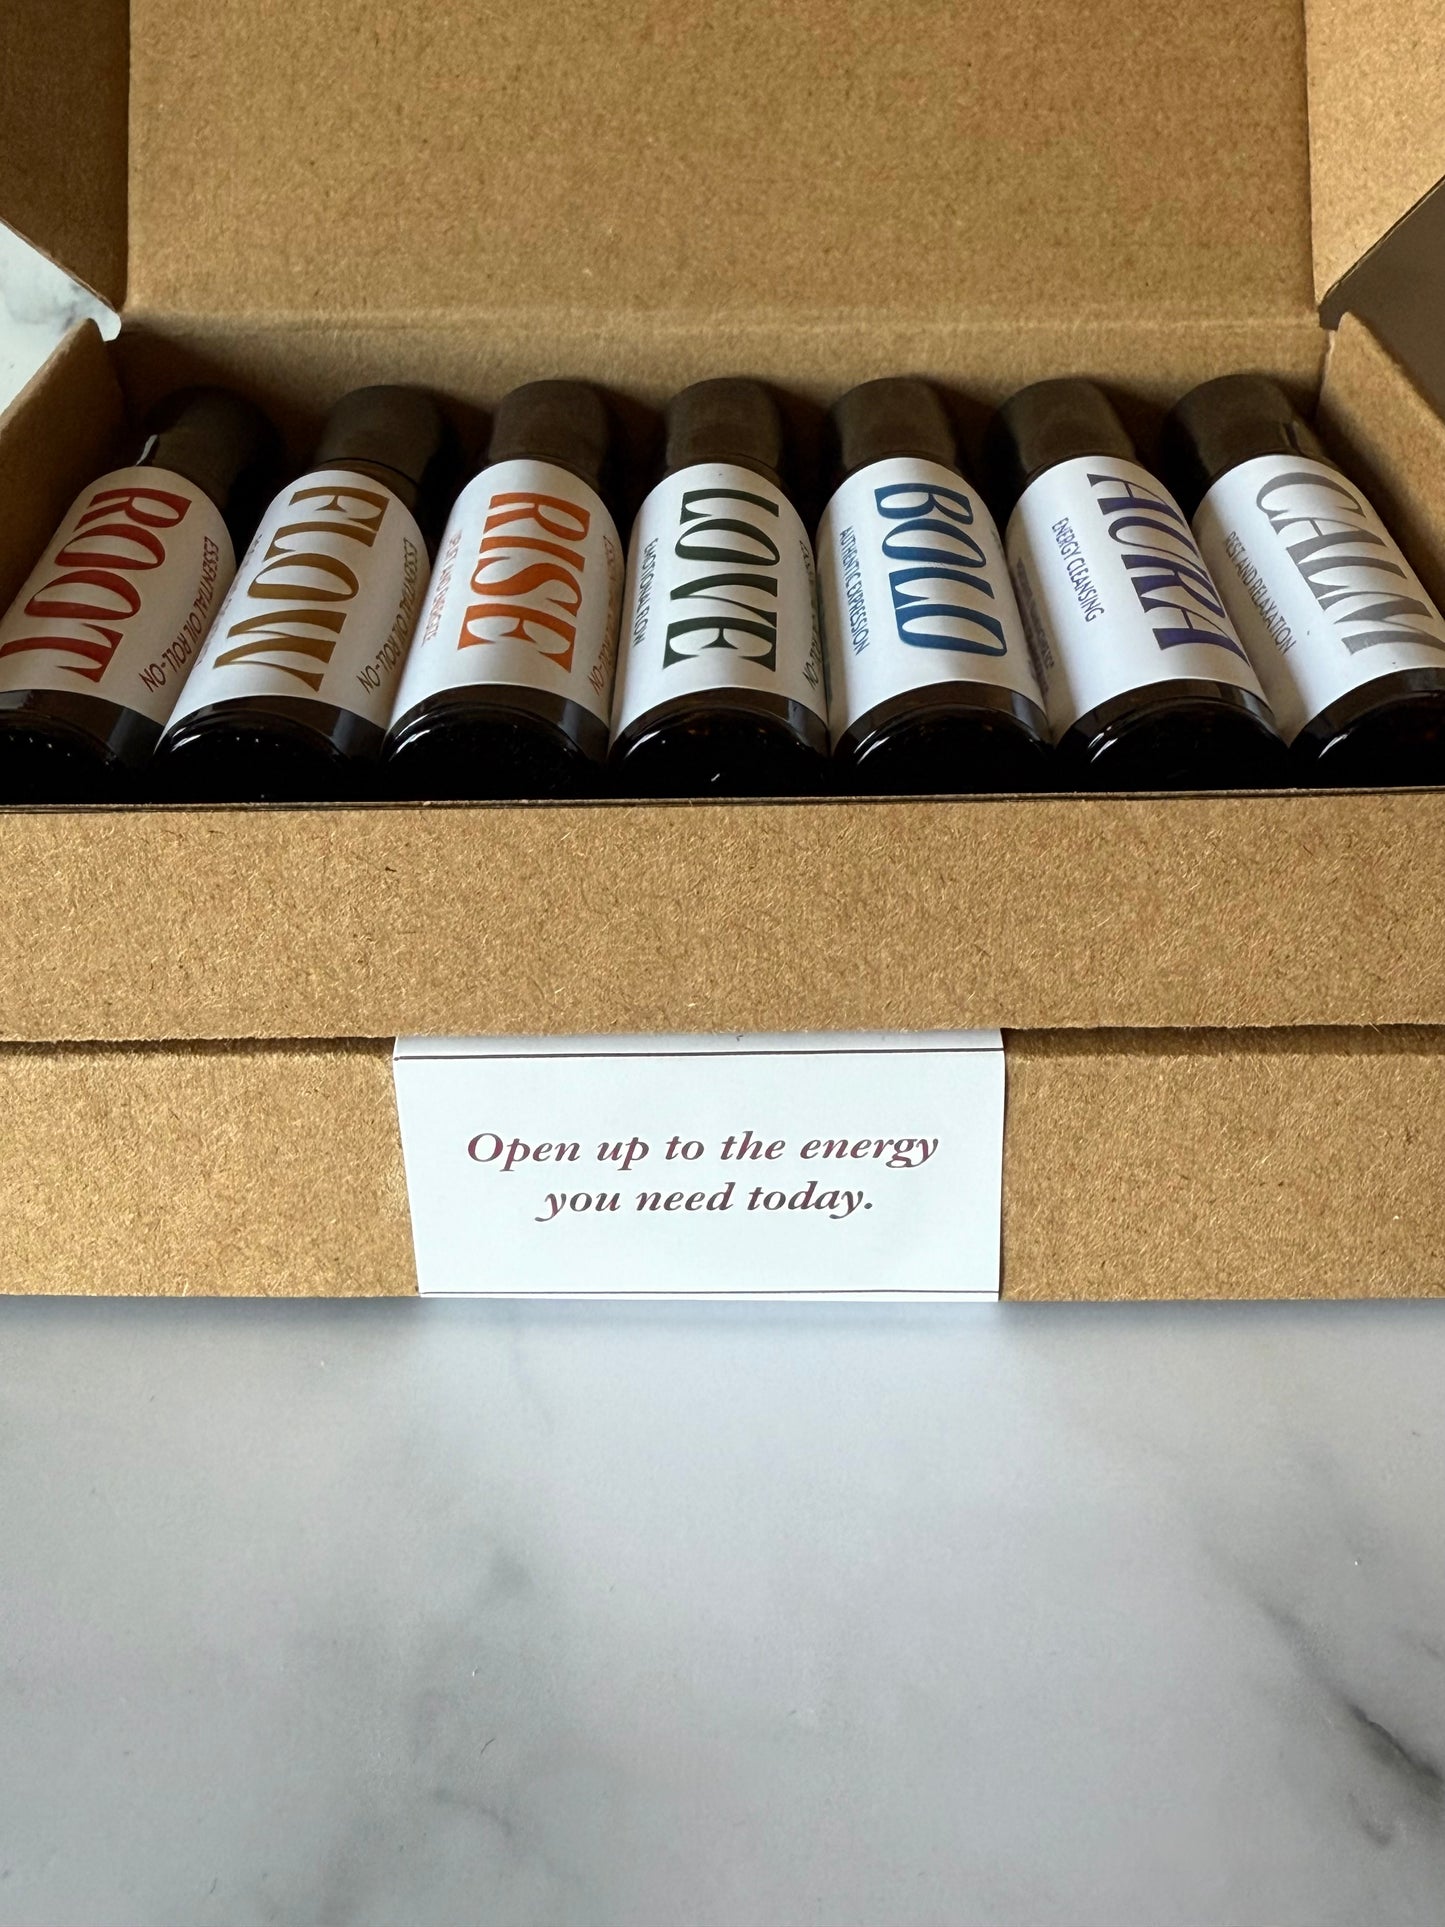 ROOT
ESSENTIAL OIL ROLL-ON
FLOW
ESSENTIAL OIL ROLL-ON
RISE
LOVE
EMOTIONAL FLOW
BOLD
AUTHENTIC EXPRESSION
AURA
ENERGY CLEANSING
CALM
REST AND RELAXATION
Open up to the energy
you need today.